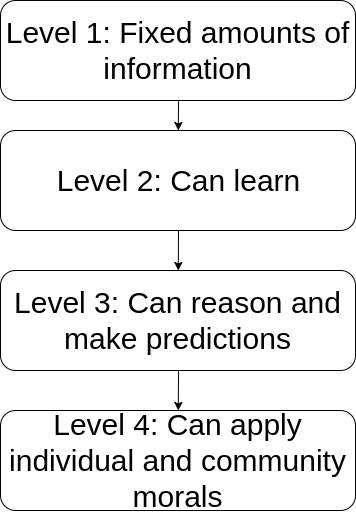 Level 1: Fixed amounts of
information
Level 2: Can learn
Level 3: Can reason and
make predictions
Level 4: Can apply
individual and community
morals